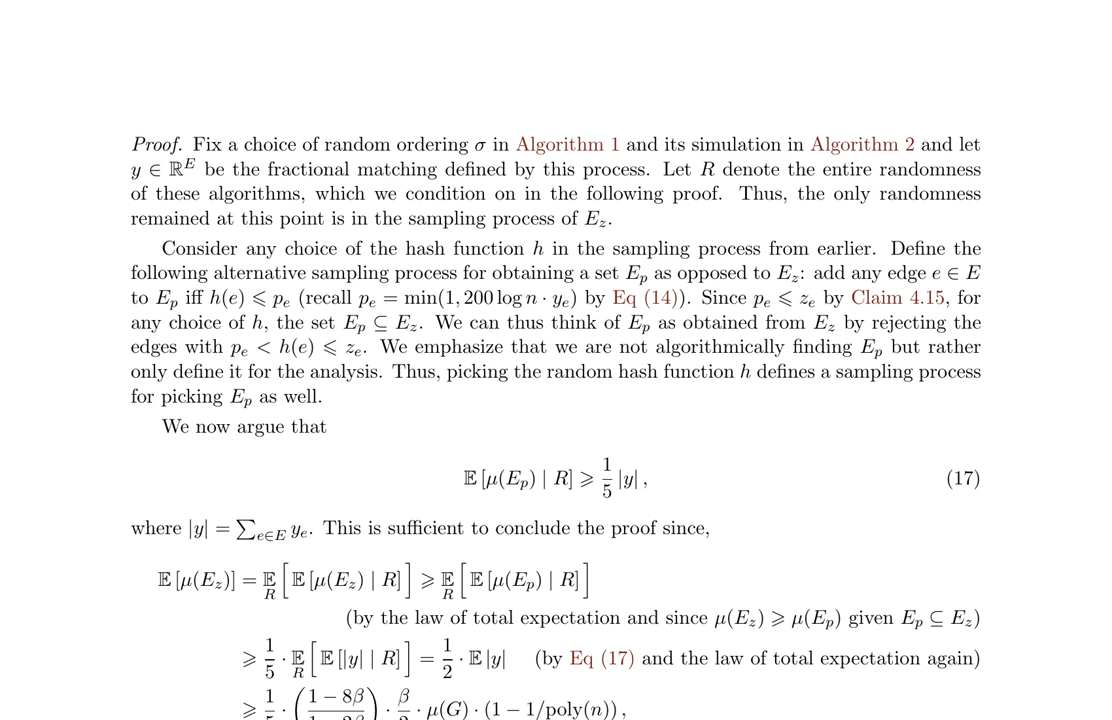 Proof. Fix a choice of random ordering σ in Algorithm 1 and its simulation in Algorithm 2 and let
y ∈ ℝ^E be the fractional matching defined by this process. Let R denote the entire randomness
of these algorithms, which we condition on in the following proof. Thus, the only randomness
remained at this point is in the sampling process of E_z.
Consider any choice of the hash function h in the sampling process from earlier. Define the
following alternative sampling process for obtaining a set E_p as opposed to E_z: add any edge e ∈ E
to E_p iff h(e) ⩽ p_e (recall p_e = min(1, 200 log n · y_e) by Eq (14)). Since p_e ⩽ z_e by Claim 4.15, for
any choice of h, the set E_p ⊆ E_z. We can thus think of E_p as obtained from E_z by rejecting the
edges with p_e < h(e) ⩽ z_e. We emphasize that we are not algorithmically finding E_p but rather
only define it for the analysis. Thus, picking the random hash function h defines a sampling process
for picking E_p as well.
We now argue that
𝔼 [μ(E_p) | R] ⩾ 1/5 |y| , (17)
where |y| = ∑_{e∈E} y_e. This is sufficient to conclude the proof since,
𝔼 [μ(E_z)] = 𝔼_R [ 𝔼 [μ(E_z) | R] ] ⩾ 𝔼_R [ 𝔼 [μ(E_p) | R] ]
(by the law of total expectation and since μ(E_z) ⩾ μ(E_p) given E_p ⊆ E_z)
⩾ 1/5 · 𝔼_R [ 𝔼 [|y| | R] ] = 1/2 · 𝔼 |y| (by Eq (17) and the law of total expectation again)
⩾ 1/5 · ( (1 − 8β)/(1 − 2β) ) · β/2 · μ(G) · (1 − 1/poly(n)) ,